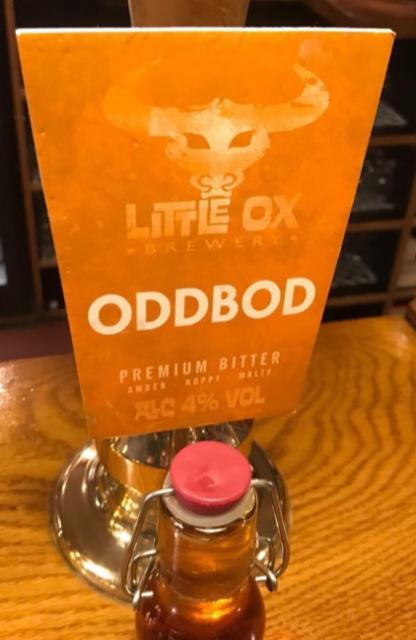 LITTLE OX
BREWERY
ODDBOD
PREMIUM BITTER
AMBER HOPPY MALTY
ALC 4% VOL